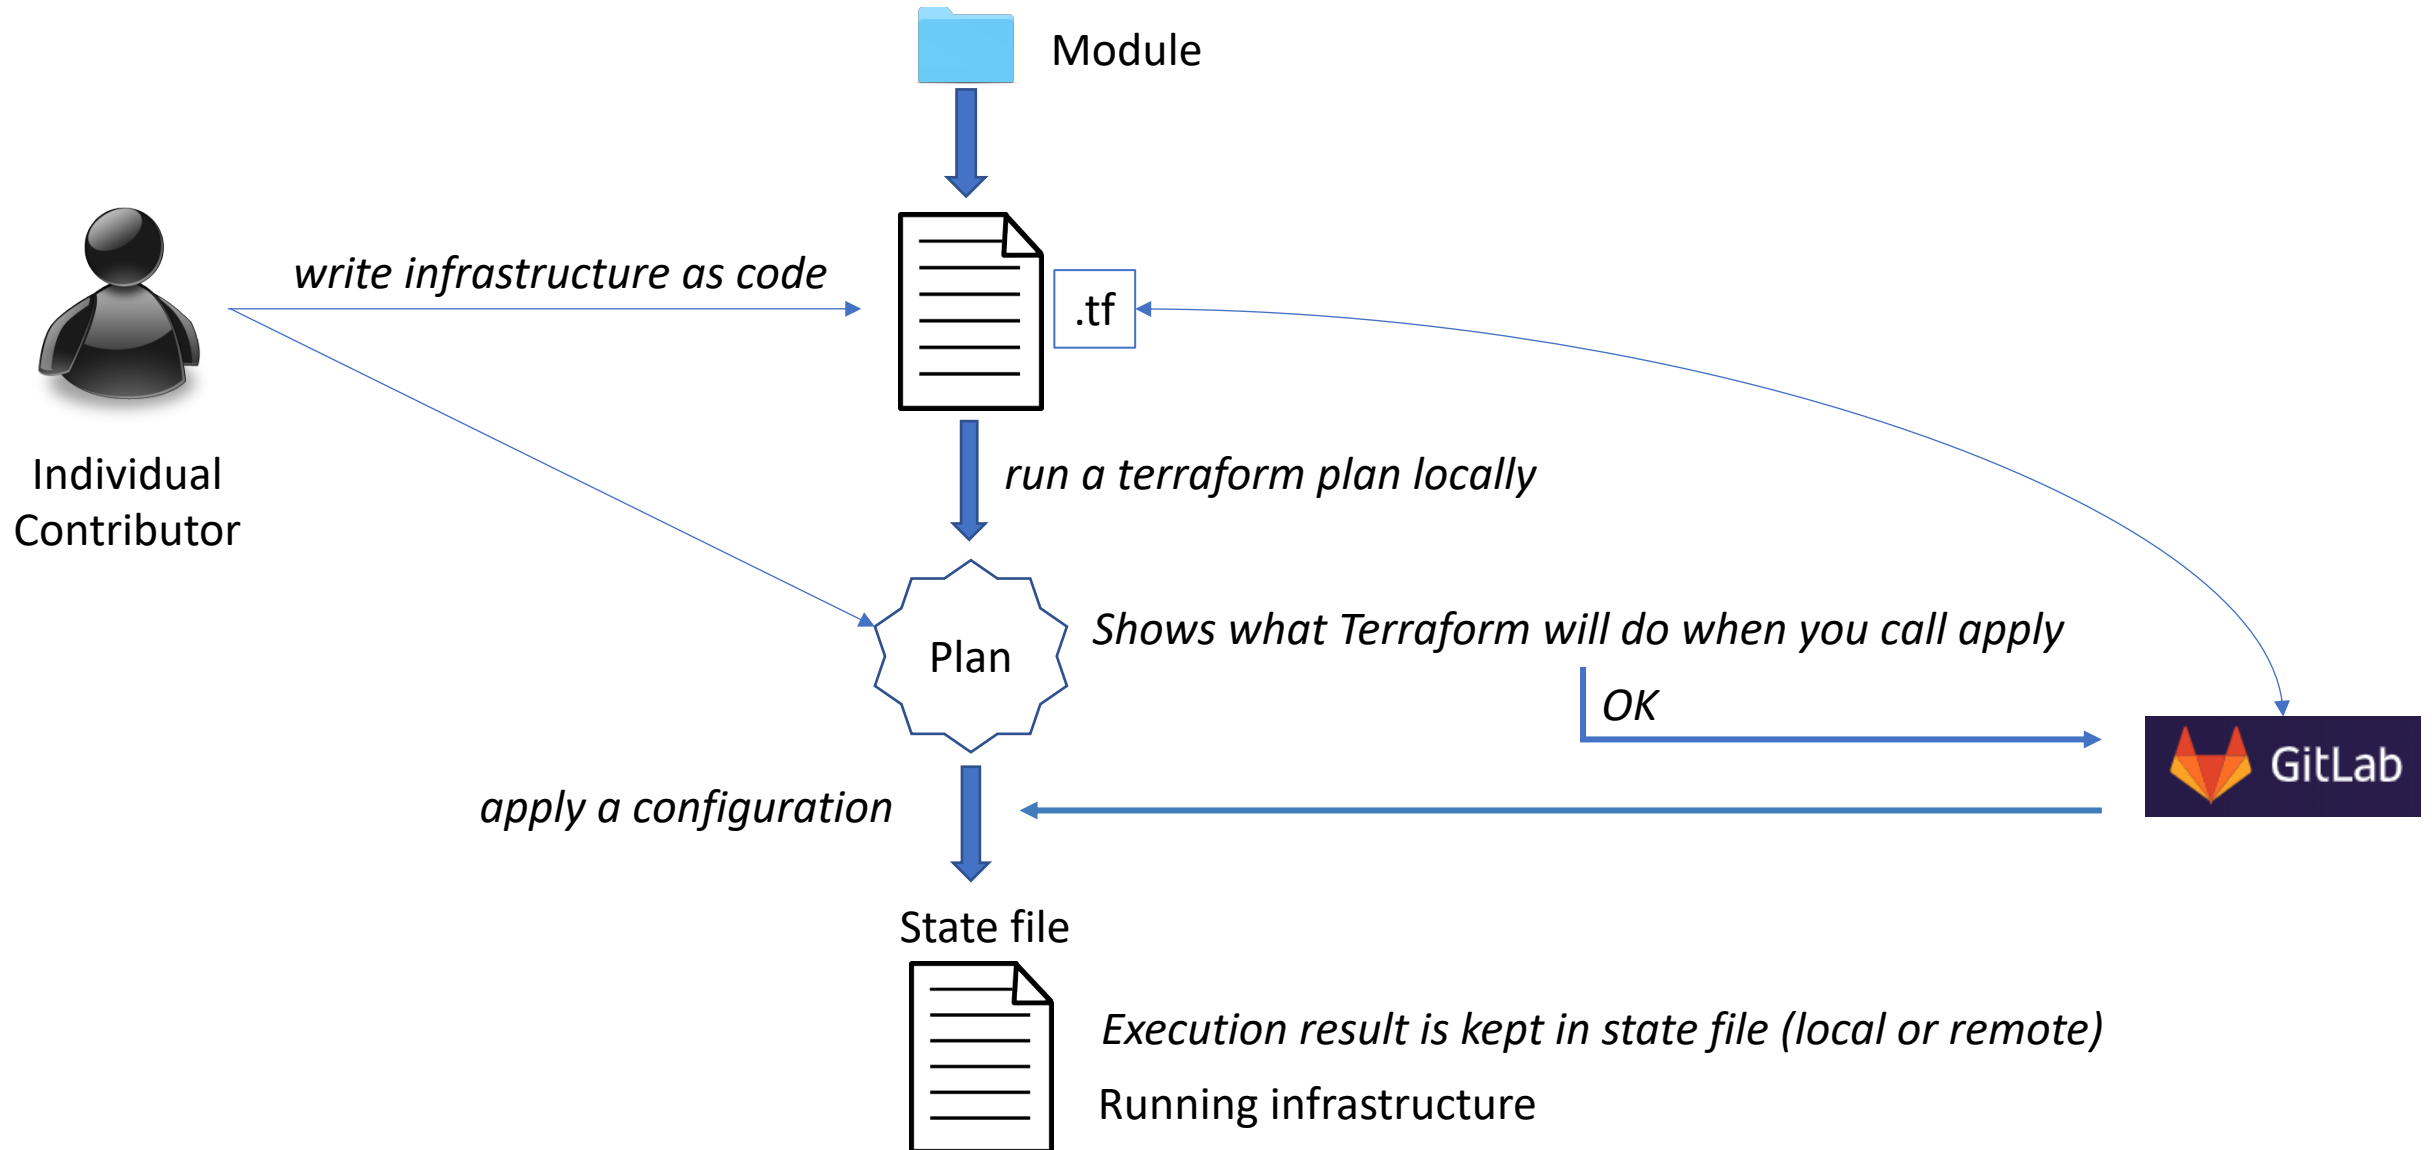 Module
write infrastructure as code
.tf
Individual
Contributor
run a terraform plan locally
Shows what Terraform will do when you call apply
Plan
OK
GitLab
apply a configuration
State file
Execution result is kept in state file (local or remote)
Running infrastructure